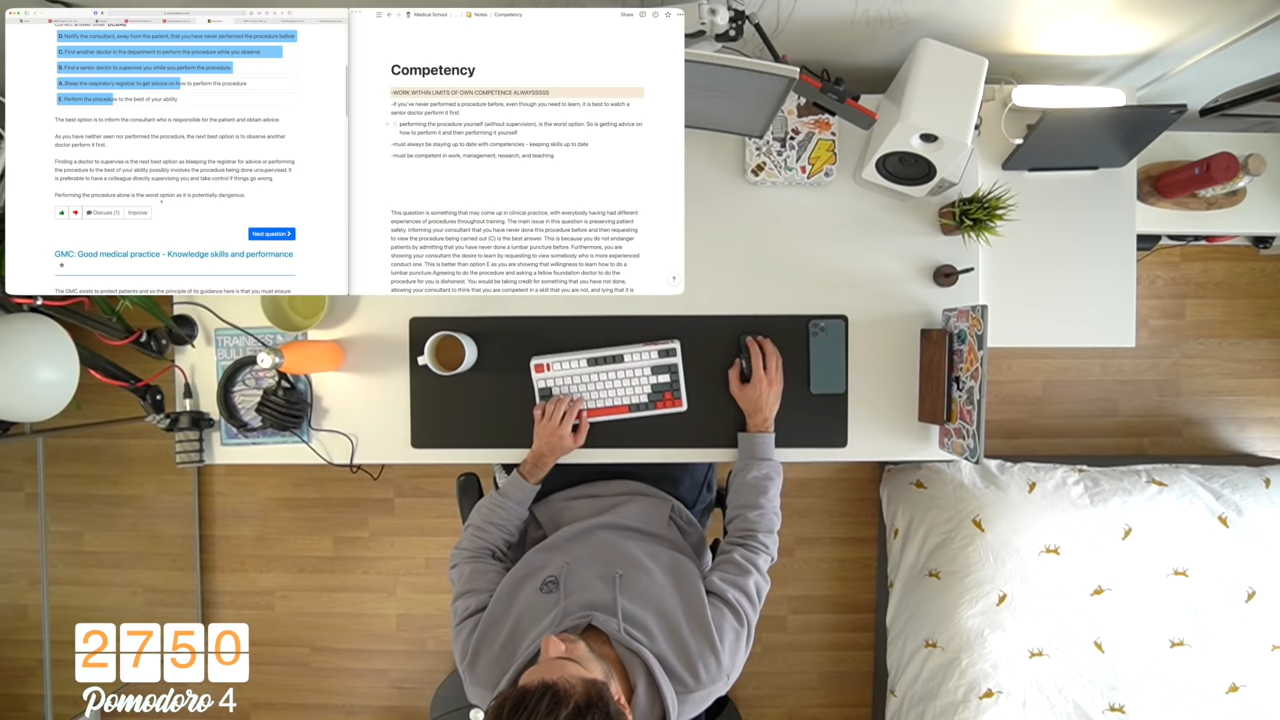 D. Notify the consultant, away from the patient, that you have never performed the procedure before
C. Find another doctor in the department to perform the procedure while you observe
B. Find a senior doctor to supervise you while you perform the procedure
A. Bleep the respiratory registrar to get advice on how to perform the procedure
E. Perform the procedure to the best of your ability
The best option is to inform the consultant who is responsible for the patient and obtain advice.
As you have neither seen nor performed the procedure, the next best option is to observe another
doctor perform it first.
Finding a doctor to supervise is the next best option as bleeping the registrar for advice or performing
the procedure to the best of your ability possibly involves the procedure being done unsupervised. It
is preferable to have a colleague directly supervising you and take control if things go wrong.
Performing the procedure alone is the worst option as it is potentially dangerous.
Discuss (1) Improve
Next question
GMC: Good medical practice - Knowledge skills and performance
The GMC exists to protect patients and so the principle of its guidance here is that you must ensure
Medical School / ... / Notes / Competency
Share
Competency
-WORK WITHIN LIMITS OF OWN COMPETENCE ALWAYSSSSS
-if you've never performed a procedure before, even though you need to learn, it is best to watch a
senior doctor perform it first.
performing the procedure yourself (without supervision), is the worst option. So is getting advice on
how to perform it and then performing it yourself.
-must always be staying up to date with competencies - keeping skills up to date
-must be competent in work, management, research, and teaching
This question is something that may come up in clinical practice, with everybody having had different
experiences of procedures throughout training. The main issue in this question is preserving patient
safety. Informing your consultant that you have never done this procedure before and then requesting
to view the procedure being carried out (C) is the best answer. This is because you do not endanger
patients by admitting that you have never done a lumbar puncture before. Furthermore, you are
showing your consultant the desire to learn by requesting to view someone who is more experienced
conduct one. This is better than option E as you are showing that willingness to learn how to do a
lumbar puncture.Agreeing to do the procedure and asking a fellow foundation doctor to do the
procedure for you is dishonest. You would be taking credit for something that you have not done,
allowing your consultant to think that you are competent in a skill that you are not, and lying that it is
?
TRAINEES'
BULLET
2750
Pomodoro 4